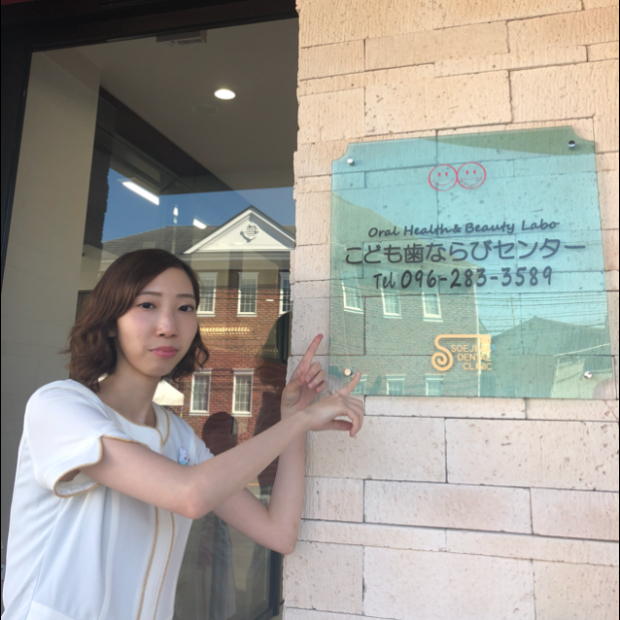 Oral Health & Beauty Labo
こども歯ならびセンター
Tel 096-283-3589
DENTAL
CLINIC